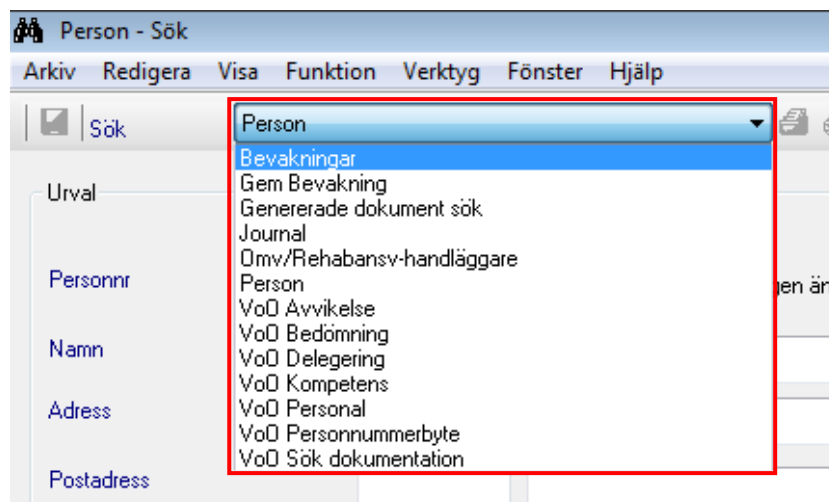 Person - Sök
Arkiv Redigera Visa Funktion Verktyg Fönster Hjälp
Sök Person
Bevakningar
Urval
Gem Bevakning
Genererade dokument sök
Journal
Omv/Rehabansv-handläggare
Personnr
Person
VoO Avvikelse
VoO Bedömning
Namn
VoO Delegering
VoO Kompetens
Adress
VoO Personal
VoO Personnummerbyte
VoO Sök dokumentation
Postadress